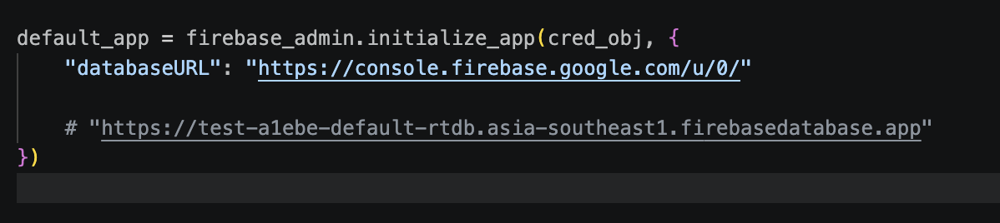 default_app = firebase_admin.initialize_app(cred_obj, {
"databaseURL": "https://console.firebase.google.com/u/0/"
# "https://test-a1ebe-default-rtdb.asia-southeast1.firebasedatabase.app"
})